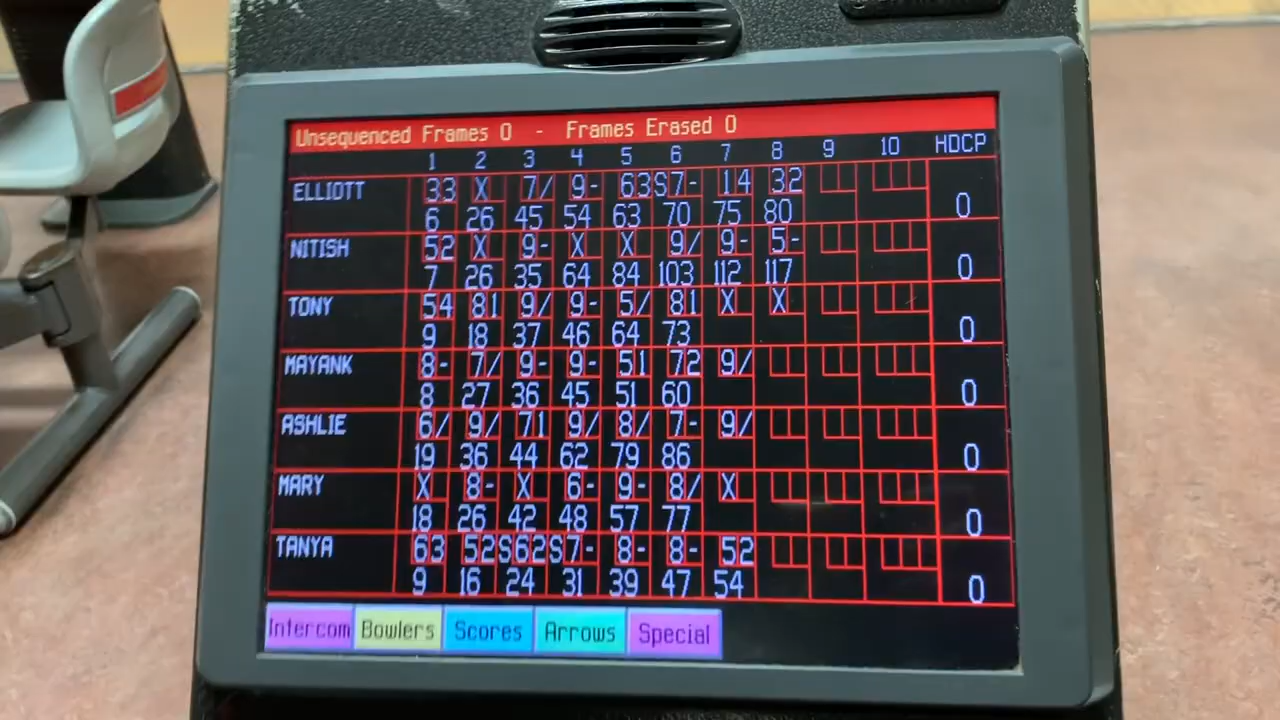 Unsequenced Frames 0 - Frames Erased 0
1 2 3 4 5 6 7 8 9 10 HDCP
ELLIOTT 33 X 7/ 9- 63 S7- 14 32
6 26 45 54 63 70 75 80 0
NITISH 52 X 9- X X 9/ 9- 5-
7 26 35 64 84 103 112 117 0
TONY 54 81 9/ 9- 5/ 81 X X
9 18 37 46 64 73 0
MAYANK 8- 7/ 9- 9- 51 72 9/
8 27 36 45 51 60 0
ASHLIE 6/ 9/ 71 9/ 8/ 7- 9/
19 36 44 62 79 86 0
MARY X 8- X 6- 9- 8/ X
18 26 42 48 57 77 0
TANYA 63 52 S62 S7- 8- 8- 52
9 16 24 31 39 47 54 0
Intercom Bowlers Scores Arrows Special